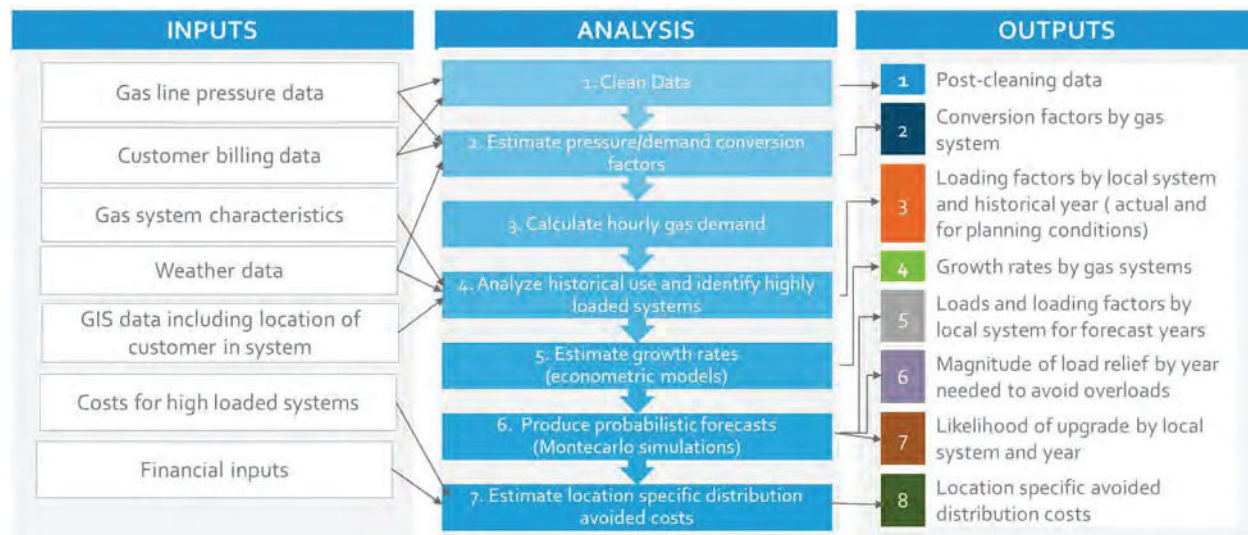 INPUTS
Gas line pressure data
Customer billing data
Gas system characteristics
Weather data
GIS data including location of
customer in system
Costs for high loaded systems
Financial inputs
ANALYSIS
1. Clean Data
2. Estimate pressure/demand conversion
factors
3. Calculate hourly gas demand
4. Analyze historical use and identify highly
loaded systems
5. Estimate growth rates
(econometric models)
6. Produce probabilistic forecasts
(Montecarlo simulations)
7. Estimate location specific distribution
avoided costs
OUTPUTS
1 Post-cleaning data
2 Conversion factors by gas
system
3 Loading factors by local system
and historical year ( actual and
for planning conditions)
4 Growth rates by gas systems
5 Loads and loading factors by
local system for forecast years
6 Magnitude of load relief by year
needed to avoid overloads
7 Likelihood of upgrade by local
system and year
8 Location specific avoided
distribution costs